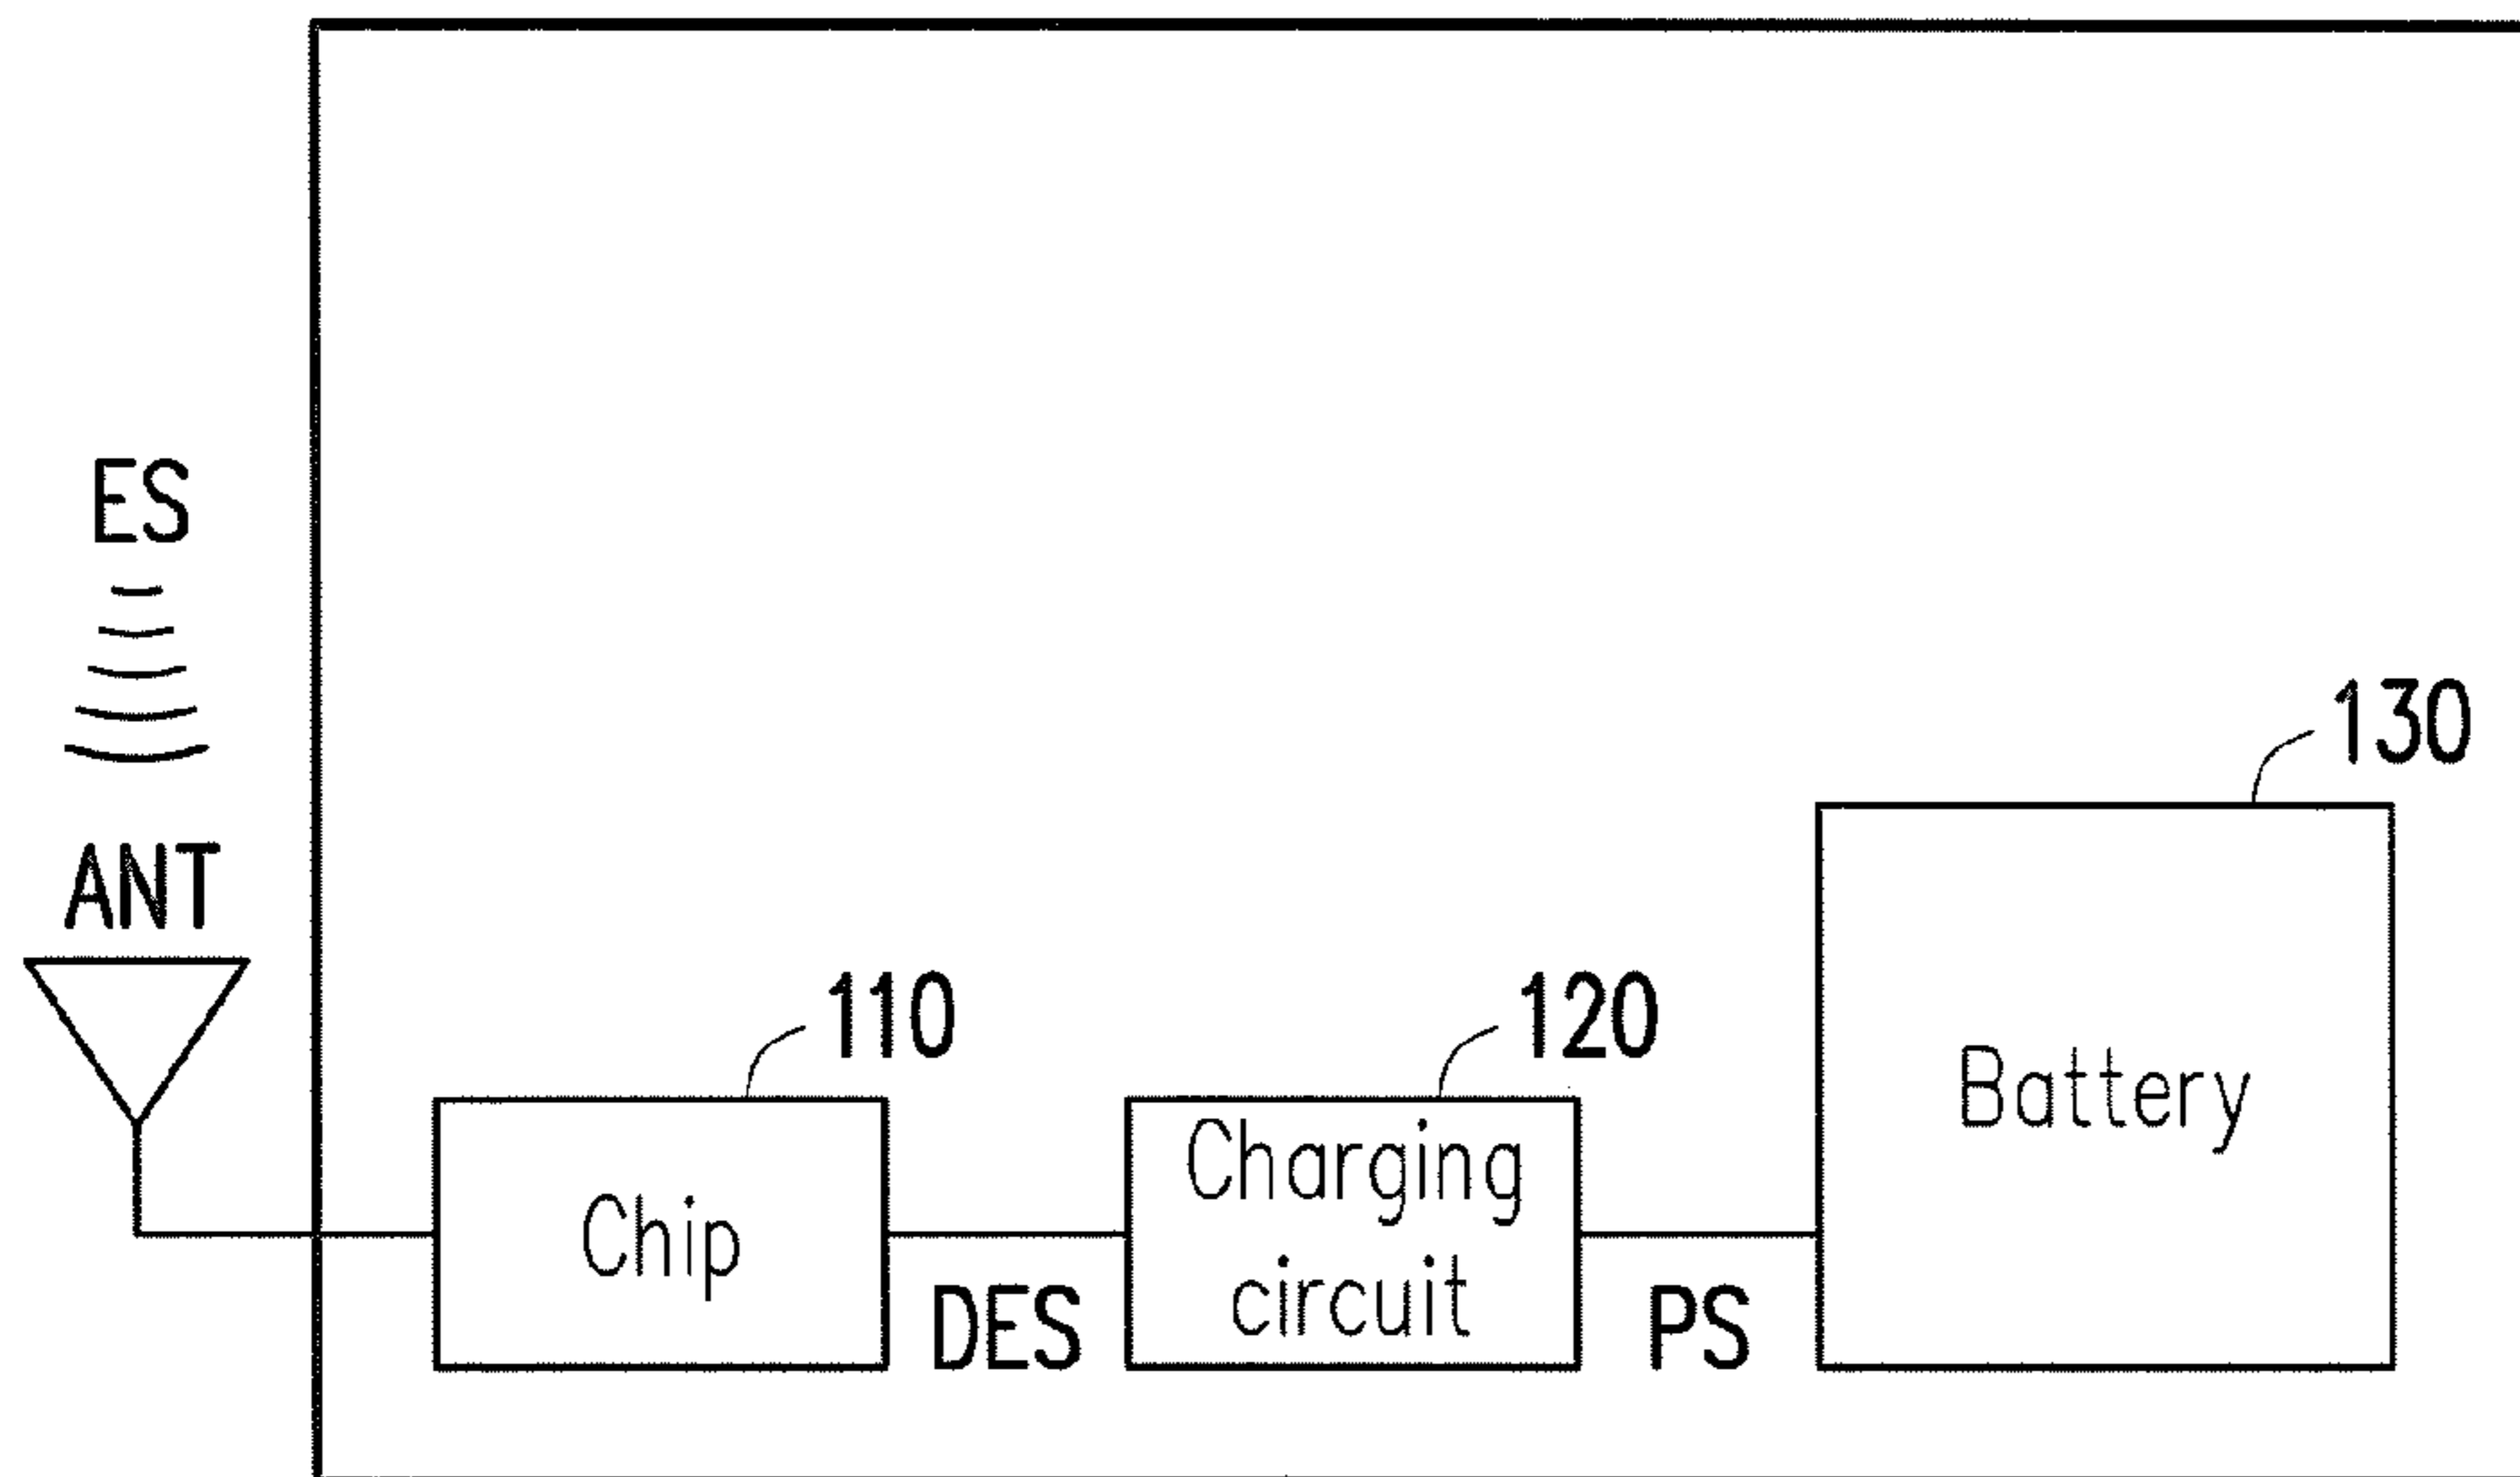 ES
130
ANT
110
120
Battery
Chip
Charging
circuit
DES
PS